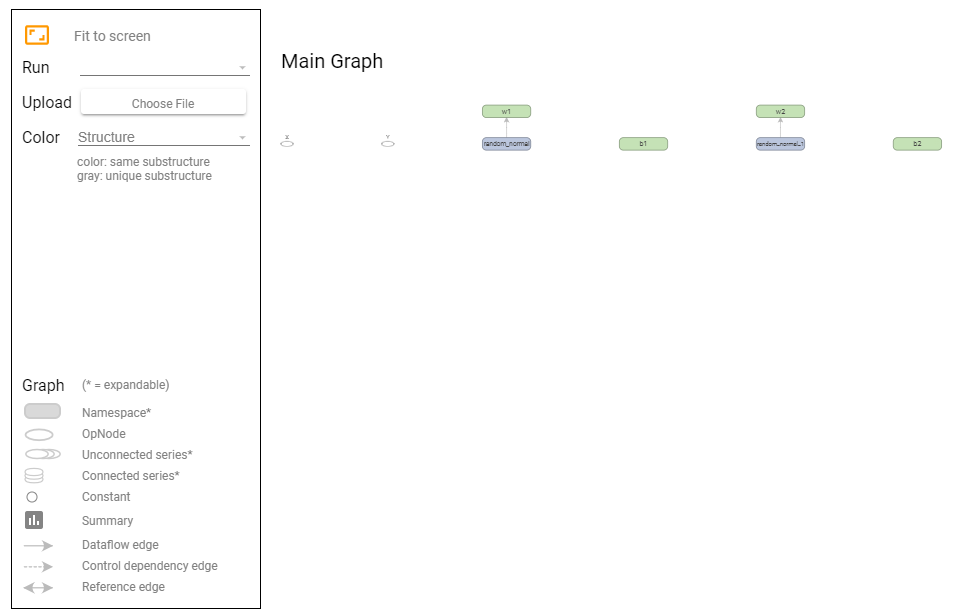 Fit to screen
Run
Upload Choose File
Color Structure
color: same substructure
gray: unique substructure
Graph (* = expandable)
Namespace*
OpNode
Unconnected series*
Connected series*
Constant
Summary
Dataflow edge
Control dependency edge
Reference edge
Main Graph
w1 w2
X Y random_normal b1 random_normal_1 b2